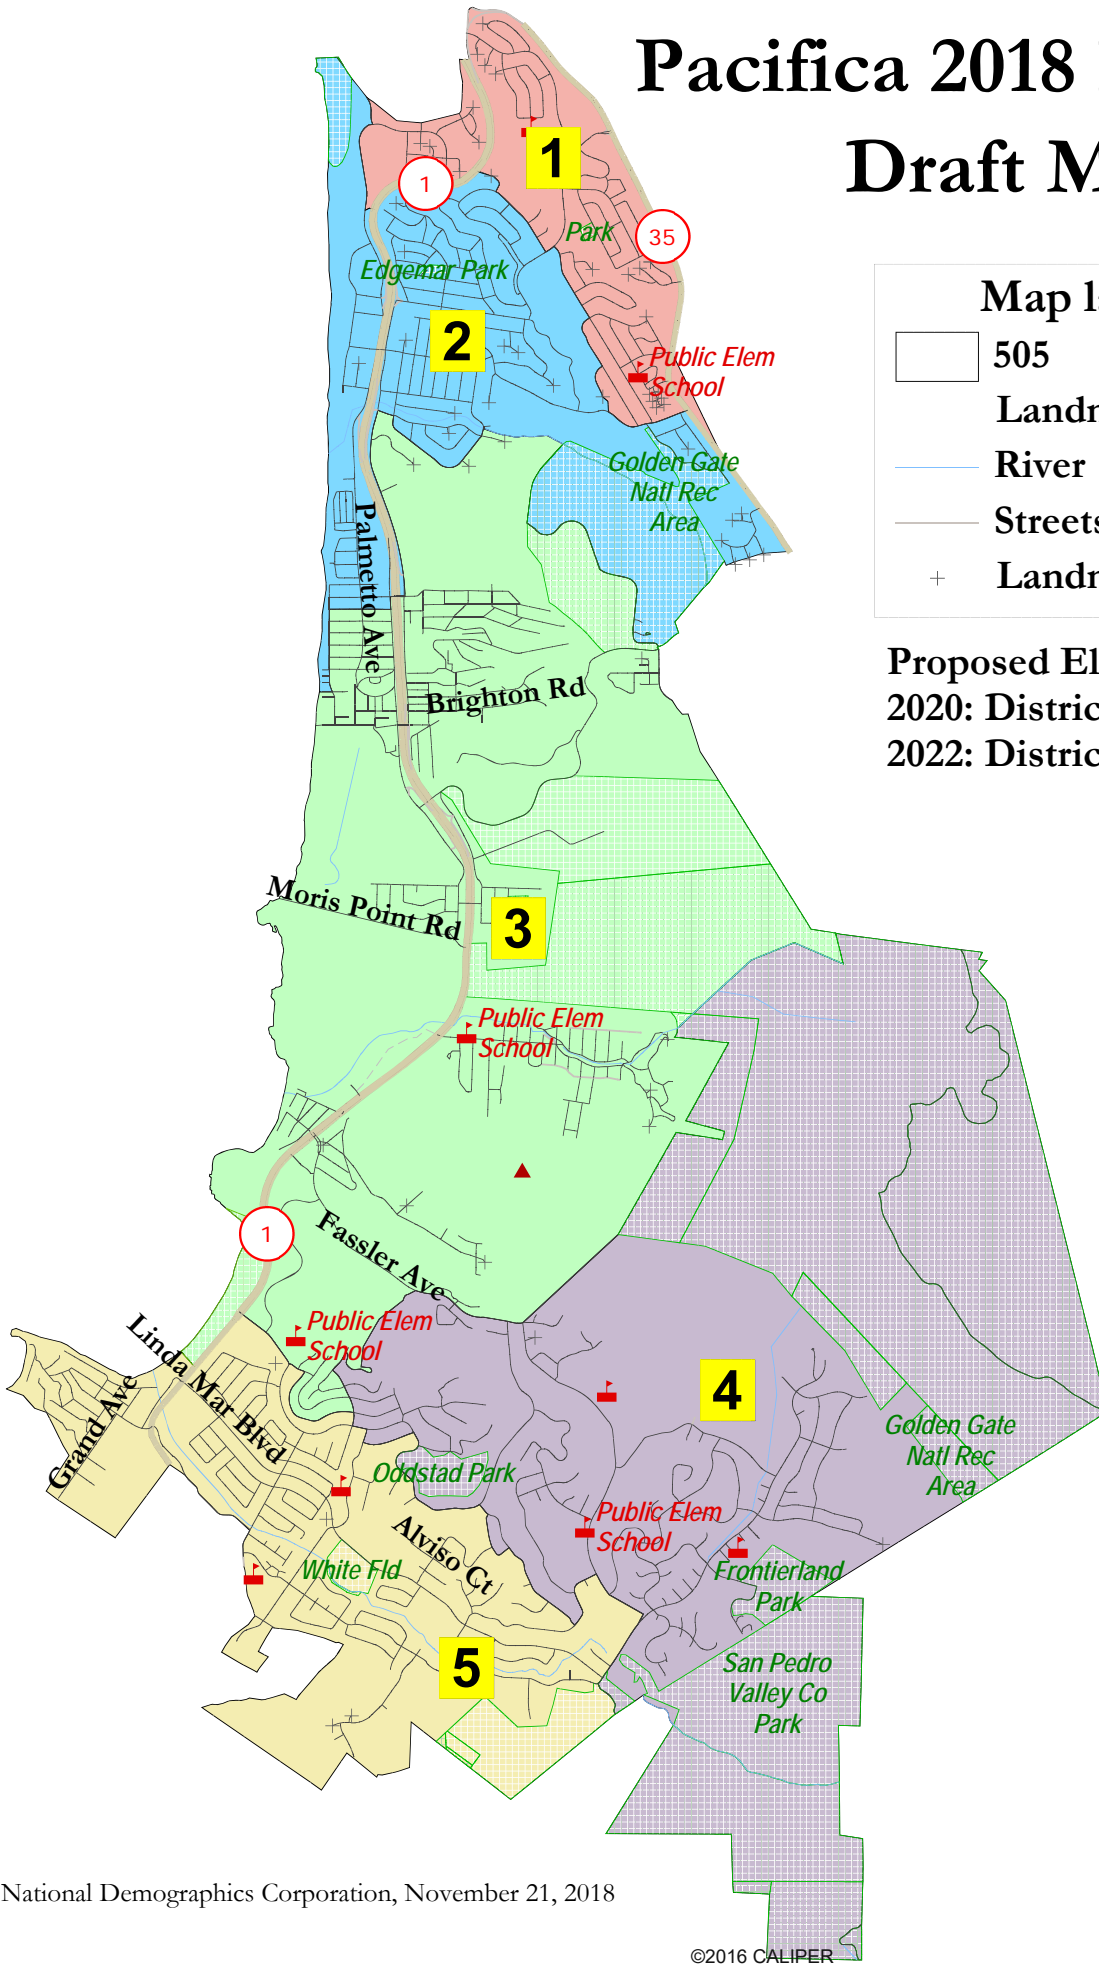 Pacifica 2018
Draft M
1
1
Park
35
Edgemar Park
2
Map l
505
Landr
River
Streets
Landr
Public Elem
School
Golden Gate
Natl Rec
Area
Palmetto Ave
Brighton Rd
Proposed El
2020: Distric
2022: Distric
Moris Point Rd
3
Public Elem
School
1
Fassler Ave
Public Elem
School
Linda Mar Blvd
Grand Ave
4
Golden Gate
Natl Rec
Area
Oddstad Park
Alviso Ct
Public Elem
School
White Fld
Frontierland
Park
5
San Pedro
Valley Co
Park
National Demographics Corporation, November 21, 2018
©2016 CALIPER